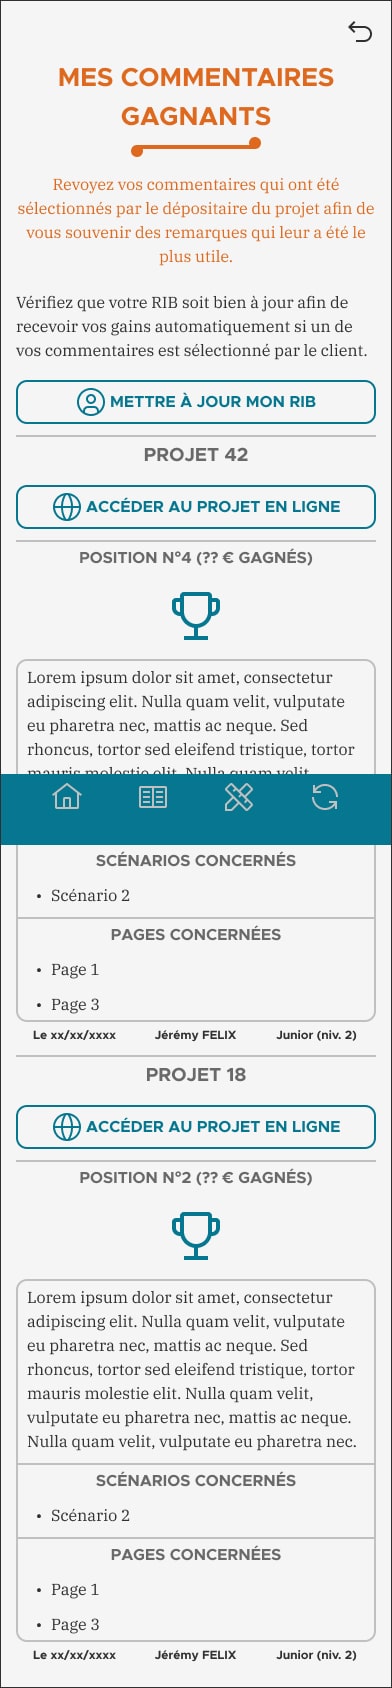 MES COMMENTAIRES
GAGNANTS
Revoyez vos commentaires qui ont été
sélectionnés par le dépositaire du projet afin de
vous souvenir des remarques qui leur a été le
plus utile.
Vérifiez que votre RIB soit bien à jour afin de
recevoir vos gains automatiquement si un de
vos commentaires est sélectionné par le client.
METTRE À JOUR MON RIB
PROJET 42
ACCÉDER AU PROJET EN LIGNE
POSITION N°4 (?? € GAGNÉS)
Lorem ipsum dolor sit amet, consectetur
adipiscing elit. Nulla quam velit, vulputate
eu pharetra nec, mattis ac neque. Sed
rhoncus, tortor sed eleifend tristique, tortor
mauris molestie elit. Nulla quam velit,
SCÉNARIOS CONCERNÉS
• Scénario 2
PAGES CONCERNÉES
• Page 1
• Page 3
Le xx/xx/xxxx Jérémy FELIX Junior (niv. 2)
PROJET 18
ACCÉDER AU PROJET EN LIGNE
POSITION N°2 (?? € GAGNÉS)
Lorem ipsum dolor sit amet, consectetur
adipiscing elit. Nulla quam velit, vulputate
eu pharetra nec, mattis ac neque. Sed
rhoncus, tortor sed eleifend tristique, tortor
mauris molestie elit. Nulla quam velit,
vulputate eu pharetra nec, mattis ac neque.
Nulla quam velit, vulputate eu pharetra nec.
SCÉNARIOS CONCERNÉS
• Scénario 2
PAGES CONCERNÉES
• Page 1
• Page 3
Le xx/xx/xxxx Jérémy FELIX Junior (niv. 2)